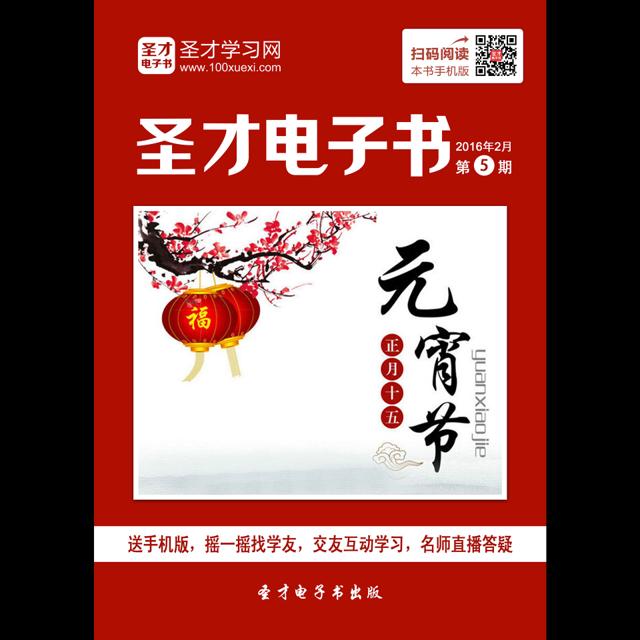 圣才
电子书
圣才学习网
www.100xuexi.com
扫码阅读
本书手机版
圣才电子书
2016年2月
第5期
福
元宵节
正月十五
yuanxiaojie
送手机版，摇一摇找学友，交友互动学习，名师直播答疑
圣才电子书出版